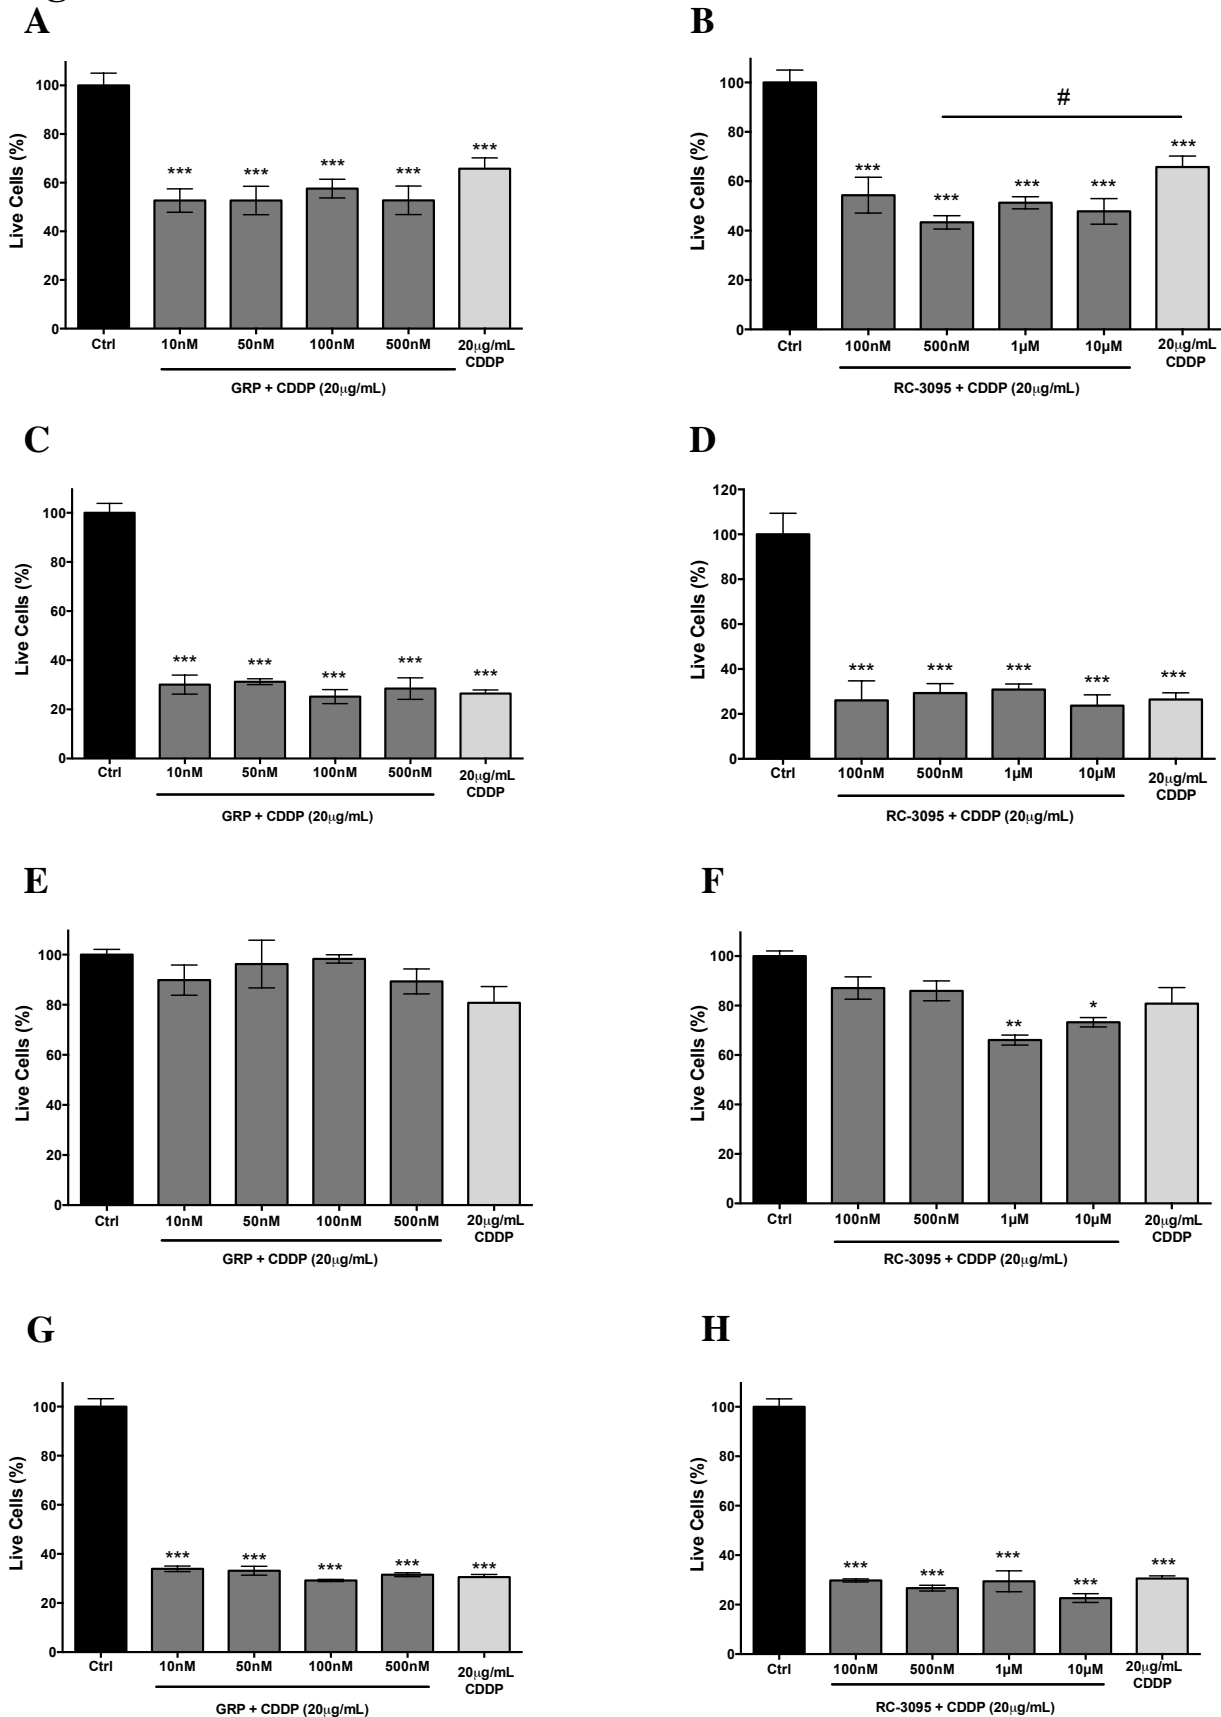 A
Live Cells (%)
100
80
60
40
20
0
***
***
***
***
***
Ctrl 10nM 50nM 100nM 500nM 20µg/mL
CDDP
GRP + CDDP (20µg/mL)
B
Live Cells (%)
100
80
60
40
20
0
#
***
***
***
***
***
Ctrl 100nM 500nM 1µM 10µM 20µg/mL
CDDP
RC-3095 + CDDP (20µg/mL)
C
Live Cells (%)
100
80
60
40
20
0
***
***
***
***
***
Ctrl 10nM 50nM 100nM 500nM 20µg/mL
CDDP
GRP + CDDP (20µg/mL)
D
Live Cells (%)
120
100
80
60
40
20
0
***
***
***
***
***
Ctrl 100nM 500nM 1µM 10µM 20µg/mL
CDDP
RC-3095 + CDDP (20µg/mL)
E
Live Cells (%)
100
80
60
40
20
0
Ctrl 10nM 50nM 100nM 500nM 20µg/mL
CDDP
GRP + CDDP (20µg/mL)
F
Live Cells (%)
100
80
60
40
20
0
**
*
Ctrl 100nM 500nM 1µM 10µM 20µg/mL
CDDP
RC-3095 + CDDP (20µg/mL)
G
Live Cells (%)
100
80
60
40
20
0
***
***
***
***
***
Ctrl 10nM 50nM 100nM 500nM 20µg/mL
CDDP
GRP + CDDP (20µg/mL)
H
Live Cells (%)
100
80
60
40
20
0
***
***
***
***
***
Ctrl 100nM 500nM 1µM 10µM 20µg/mL
CDDP
RC-3095 + CDDP (20µg/mL)